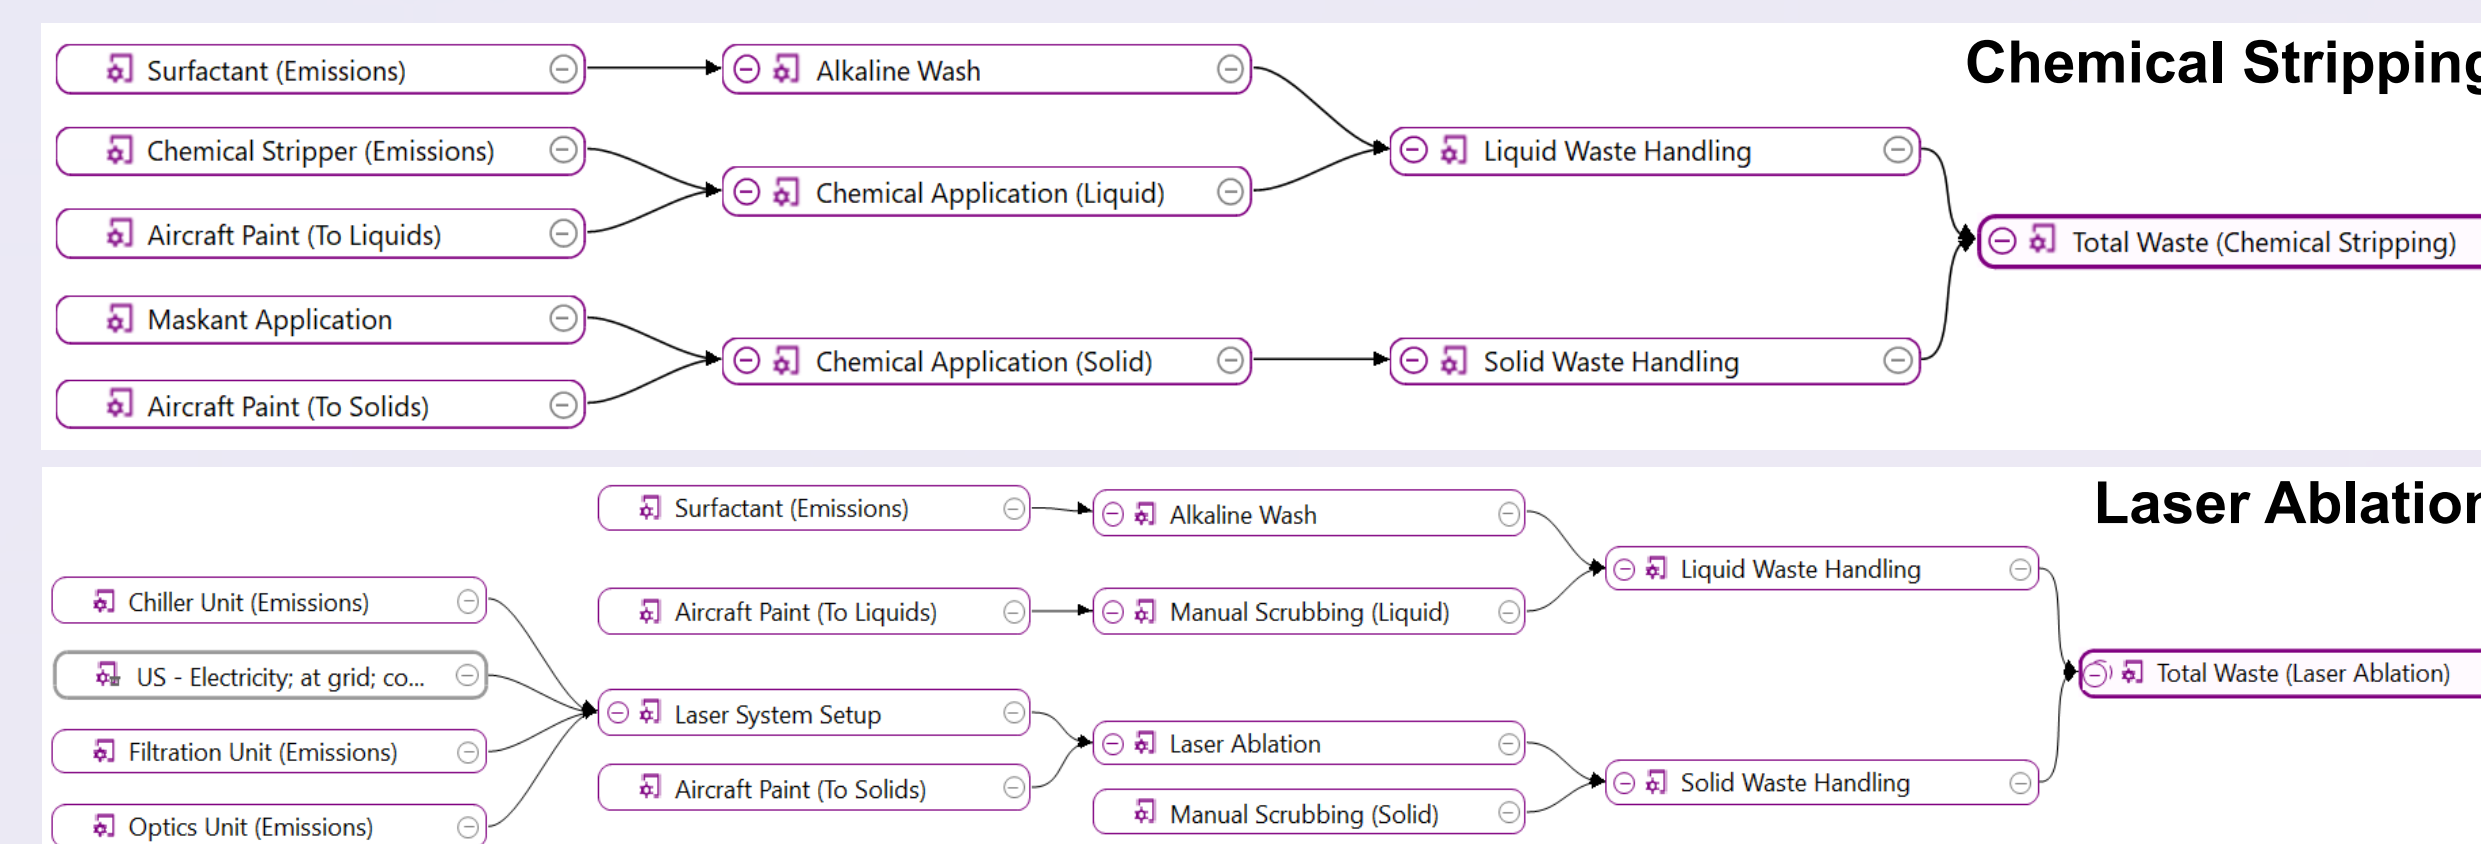 Chemical Stripping
Surfactant (Emissions)
Alkaline Wash
Chemical Stripper (Emissions)
Liquid Waste Handling
Chemical Application (Liquid)
Aircraft Paint (To Liquids)
Total Waste (Chemical Stripping)
Maskant Application
Chemical Application (Solid)
Solid Waste Handling
Aircraft Paint (To Solids)
Laser Ablation
Surfactant (Emissions)
Alkaline Wash
Liquid Waste Handling
Chiller Unit (Emissions)
Aircraft Paint (To Liquids)
Manual Scrubbing (Liquid)
US - Electricity; at grid; co...
Total Waste (Laser Ablation)
Laser System Setup
Filtration Unit (Emissions)
Laser Ablation
Aircraft Paint (To Solids)
Solid Waste Handling
Manual Scrubbing (Solid)
Optics Unit (Emissions)